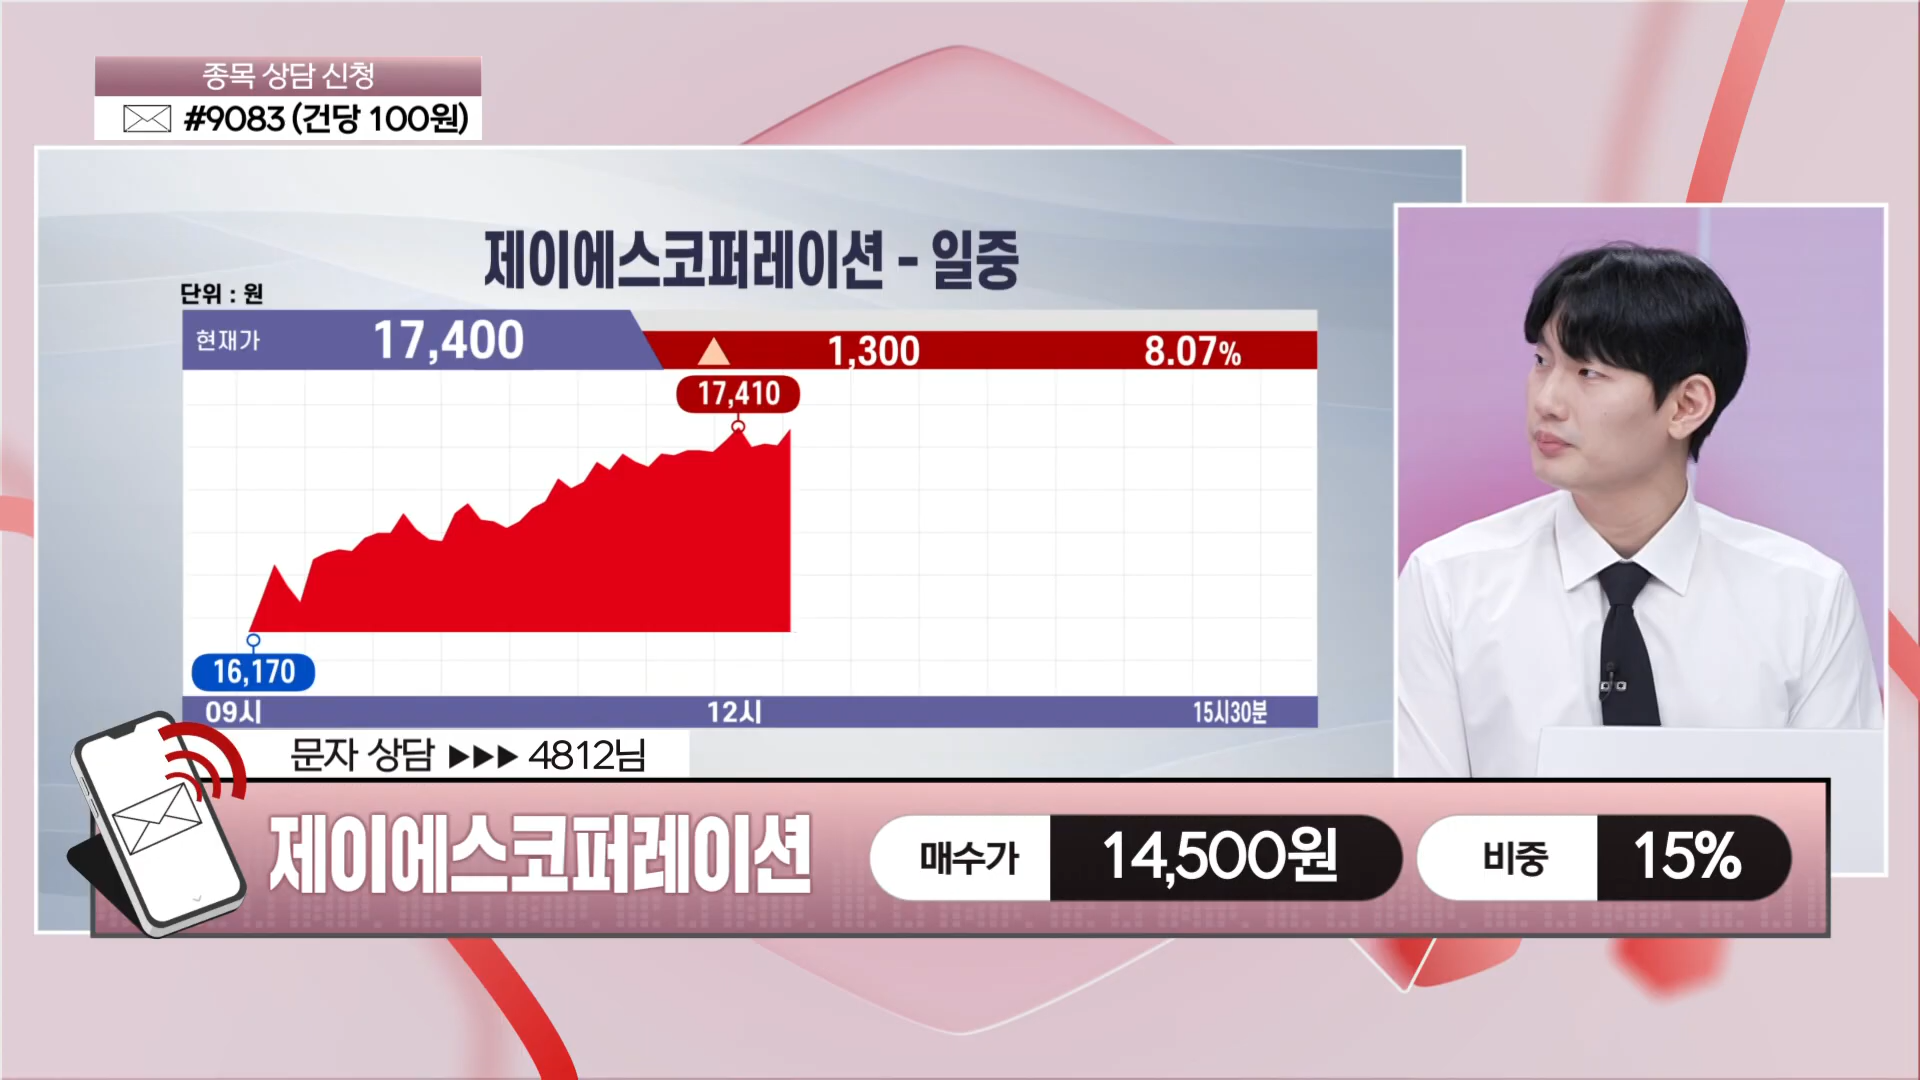 종목 상담 신청
#9083 (건당 100원)
제이에스코퍼레이션 - 일중
단위 : 원
현재가 17,400 1,300 8.07%
17,410
16,170
09시 12시 15시30분
문자 상담 ▶▶▶ 4812님
제이에스코퍼레이션 매수가 14,500원 비중 15%